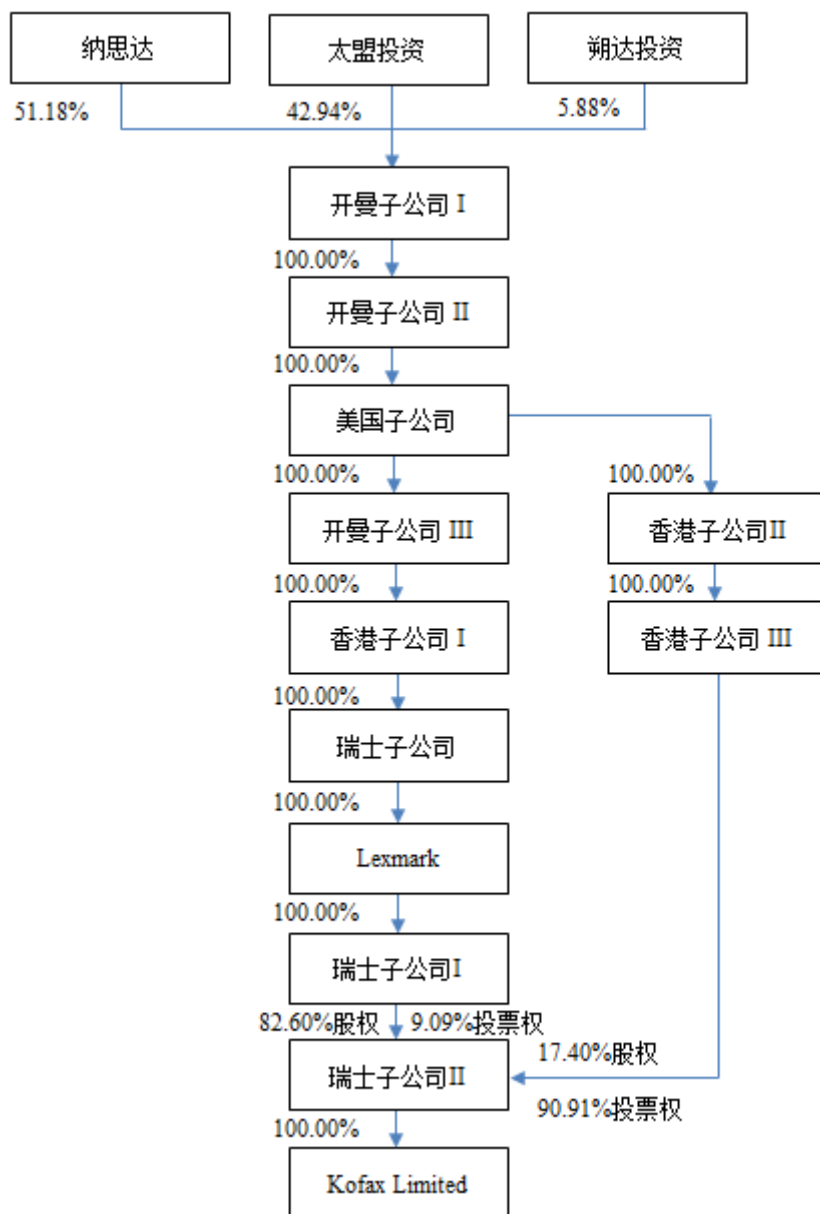 纳思达
太盟投资
朔达投资
51.18%
42.94%
5.88%
开曼子公司 I
100.00%
开曼子公司 II
100.00%
美国子公司
100.00%
100.00%
开曼子公司 III
香港子公司II
100.00%
100.00%
香港子公司 I
香港子公司 III
100.00%
瑞士子公司
100.00%
Lexmark
100.00%
瑞士子公司I
82.60%股权
9.09%投票权
17.40%股权
瑞士子公司II
90.91%投票权
100.00%
Kofax Limited